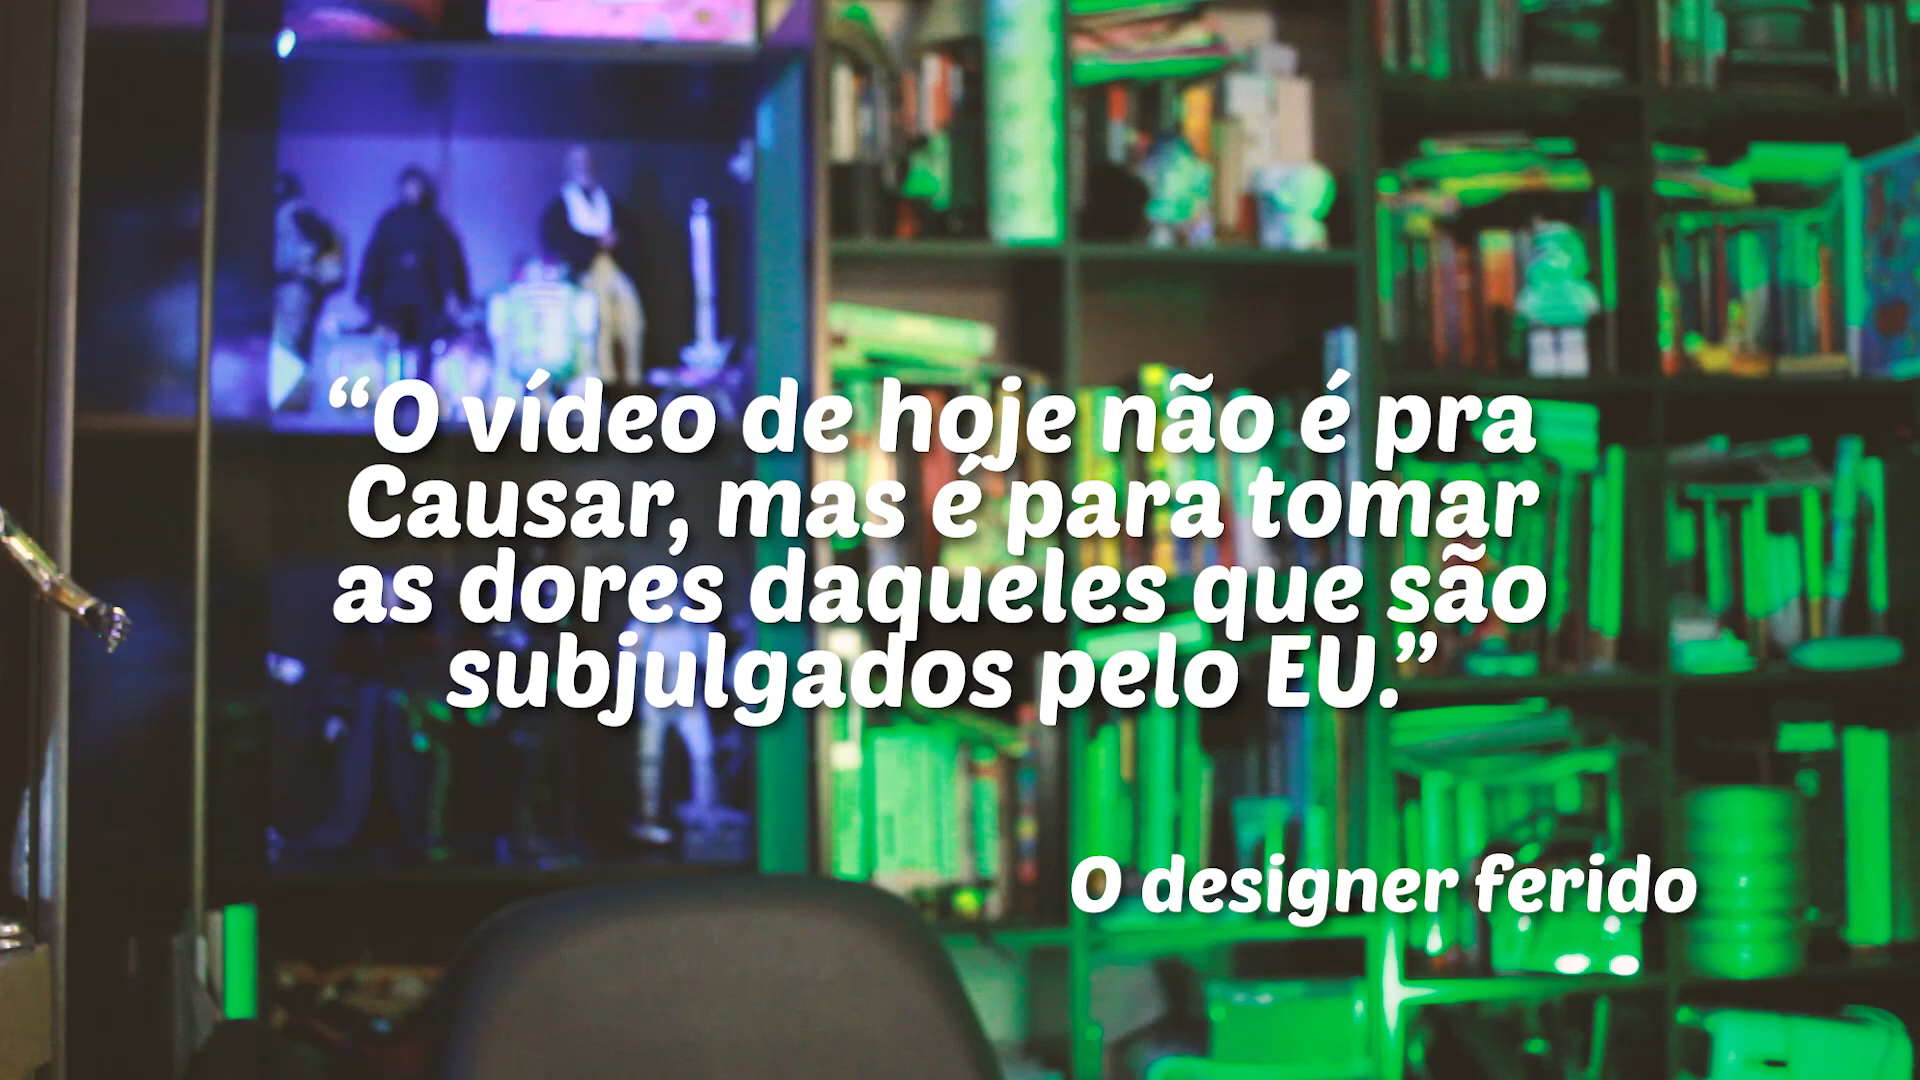 “O vídeo de hoje não é pra
Causar, mas é para tomar
as dores daqueles que são
subjulgados pelo EU.”
O designer ferido